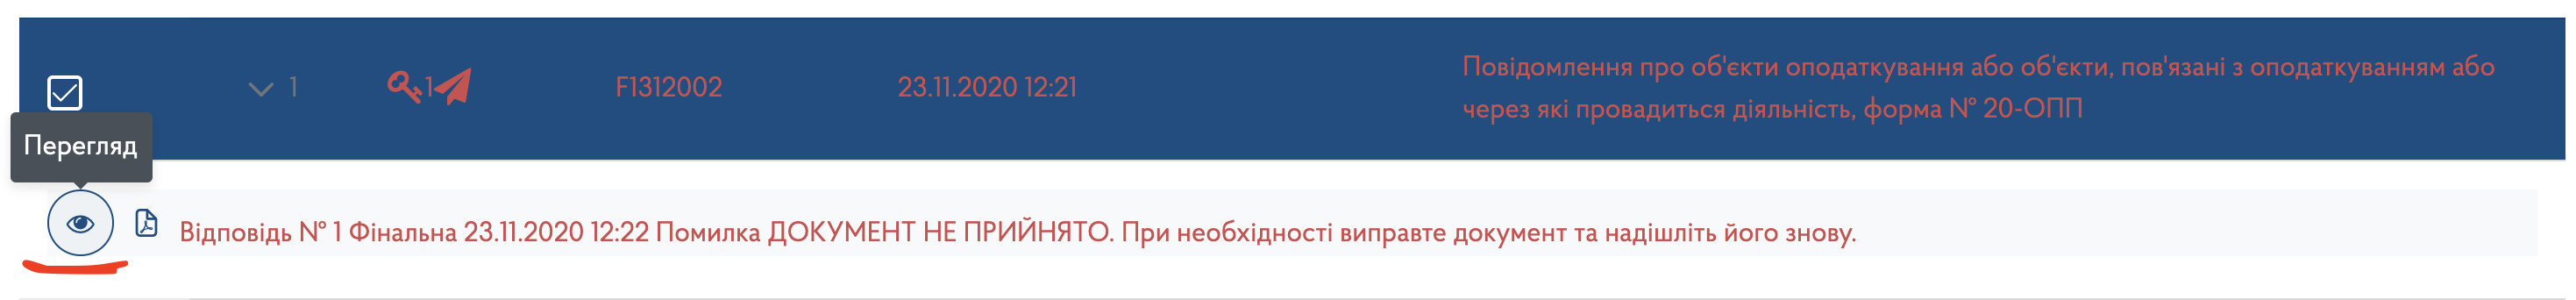 1
1
F1312002
23.11.2020 12:21
Повідомлення про об'єкти оподаткування або об'єкти, пов'язані з оподаткуванням або
через які провадиться діяльність, форма № 20-ОПП
Перегляд
Відповідь № 1 Фінальна 23.11.2020 12:22 Помилка ДОКУМЕНТ НЕ ПРИЙНЯТО. При необхідності виправте документ та надішліть його знову.